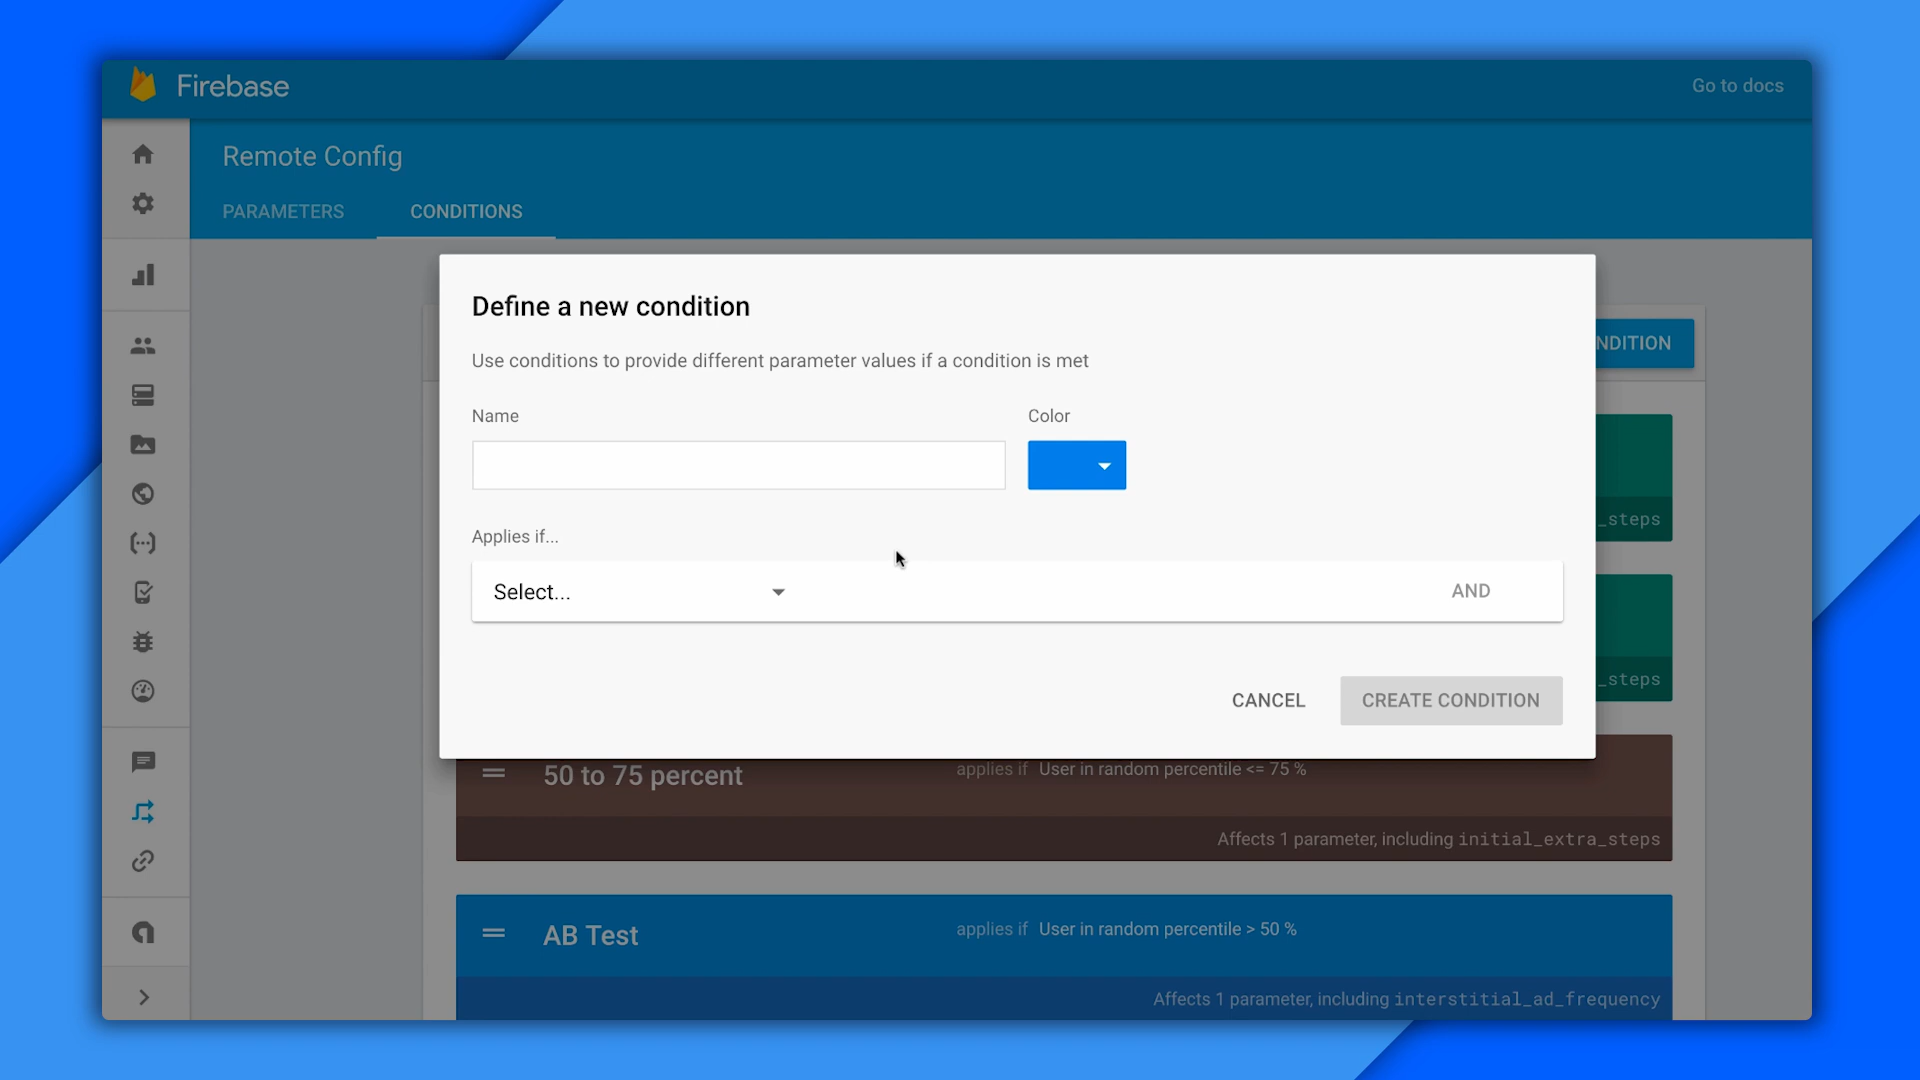 Firebase
Go to docs
Remote Config
PARAMETERS
CONDITIONS
Define a new condition
NDITION
Use conditions to provide different parameter values if a condition is met
Name
Color
_steps
Applies if...
Select...
AND
_steps
CANCEL
CREATE CONDITION
50 to 75 percent
applies if User in random percentile <= 75 %
Affects 1 parameter, including initial_extra_steps
AB Test
applies if User in random percentile > 50 %
Affects 1 parameter, including interstitial_ad_frequency